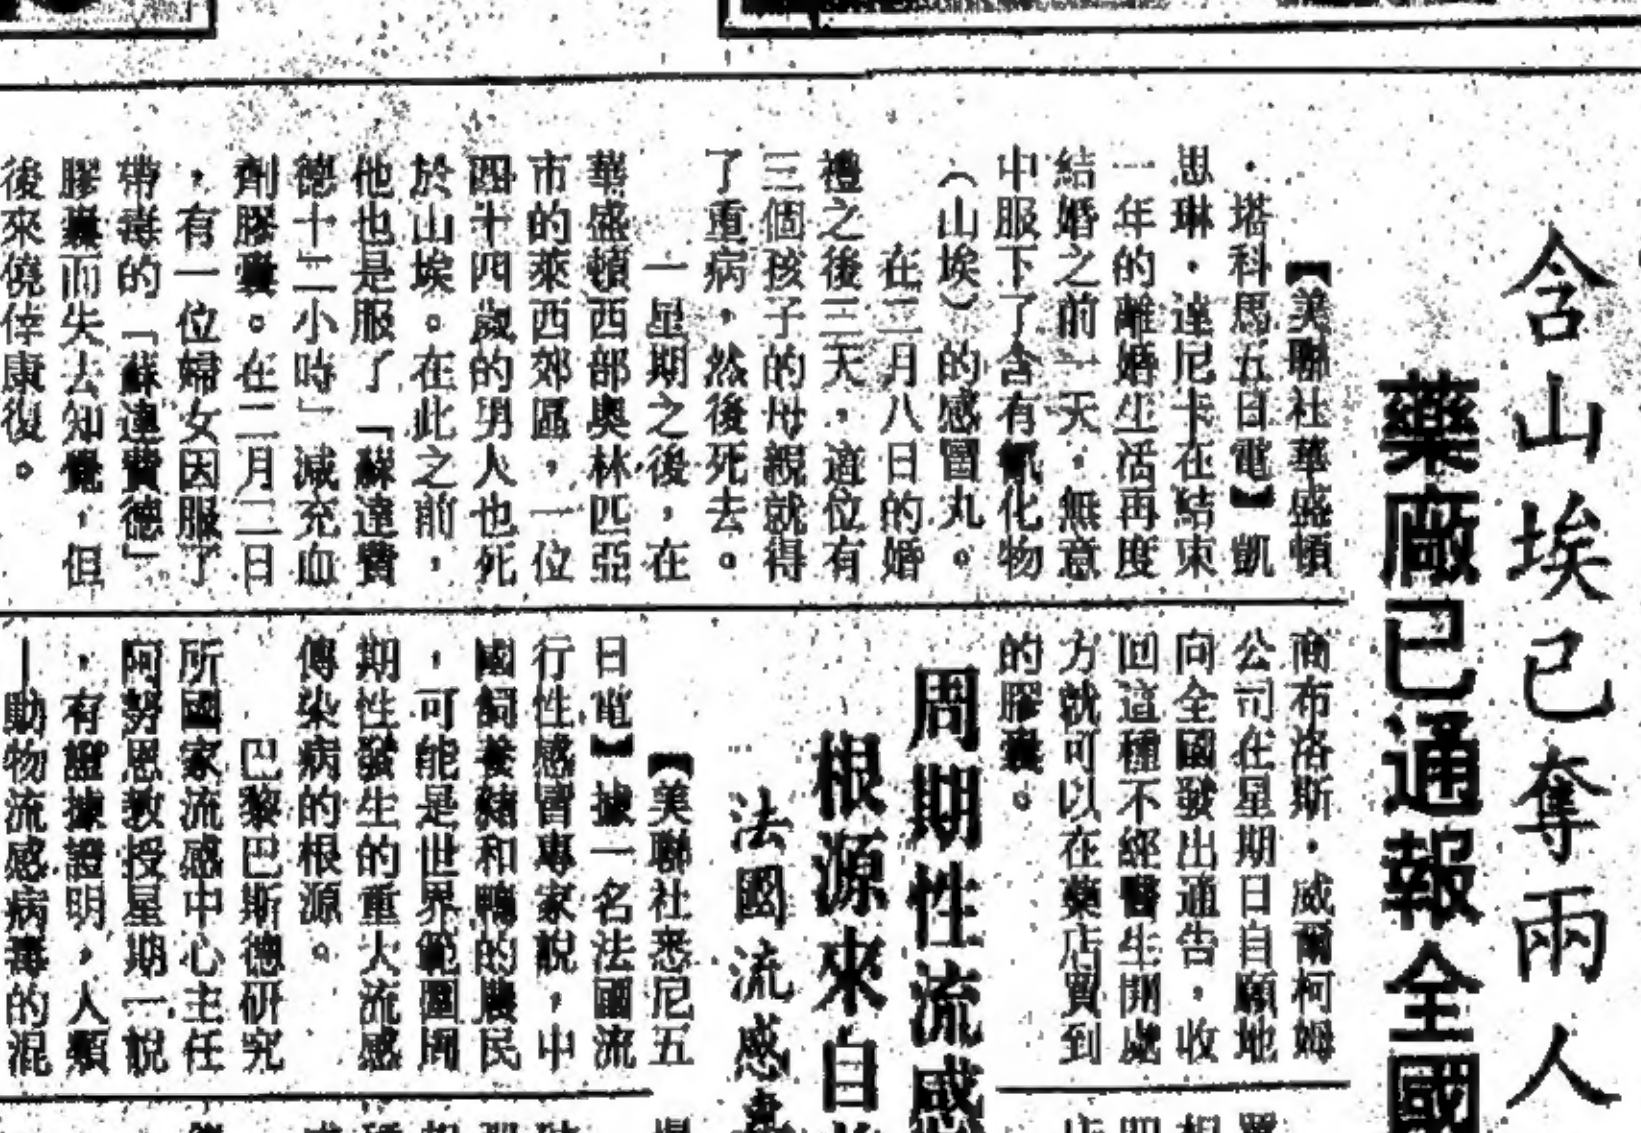 含山埃已奪兩人
藥廠已通報全國
【美聯社華盛頓
・塔科馬五日電】凱
思琳・達尼卡在結束
一年的離婚生活再度
結婚之前一天，無意
中服下了含有氰化物
（山埃）的感冒丸。
在二月八日的婚
禮之後三天，這位有
三個孩子的母親就得
了重病，然後死去。
一星期之後，在
華盛頓西部奧林匹亞
市的萊西郊區，一位
四十四歲的男人也死
於山埃。在此之前，
他也是服了「蘇達費
德十二小時」減充血
劑膠囊。在二月二日
，有一位婦女因服了
帶毒的「蘇達費德」
膠囊而失去知覺，但
後來僥倖康復。
商布洛斯・威爾柯姆
公司在星期日自願地
向全國發出通告，收
回這種不經醫生開處
方就可以在藥店買到
的膠囊。
周期性流感
根源來自
法國流感
【美聯社悉尼五
日電】據一名法國流
行性感冒專家說，中
國飼養豬和鴨的農民
，可能是世界範圍周
期性發生的重大流感
傳染病的根源。
巴黎巴斯德研究
所國家流感中心主任
阿努恩教授星期一說
，有證據證明，人類
—動物流感病毒的混